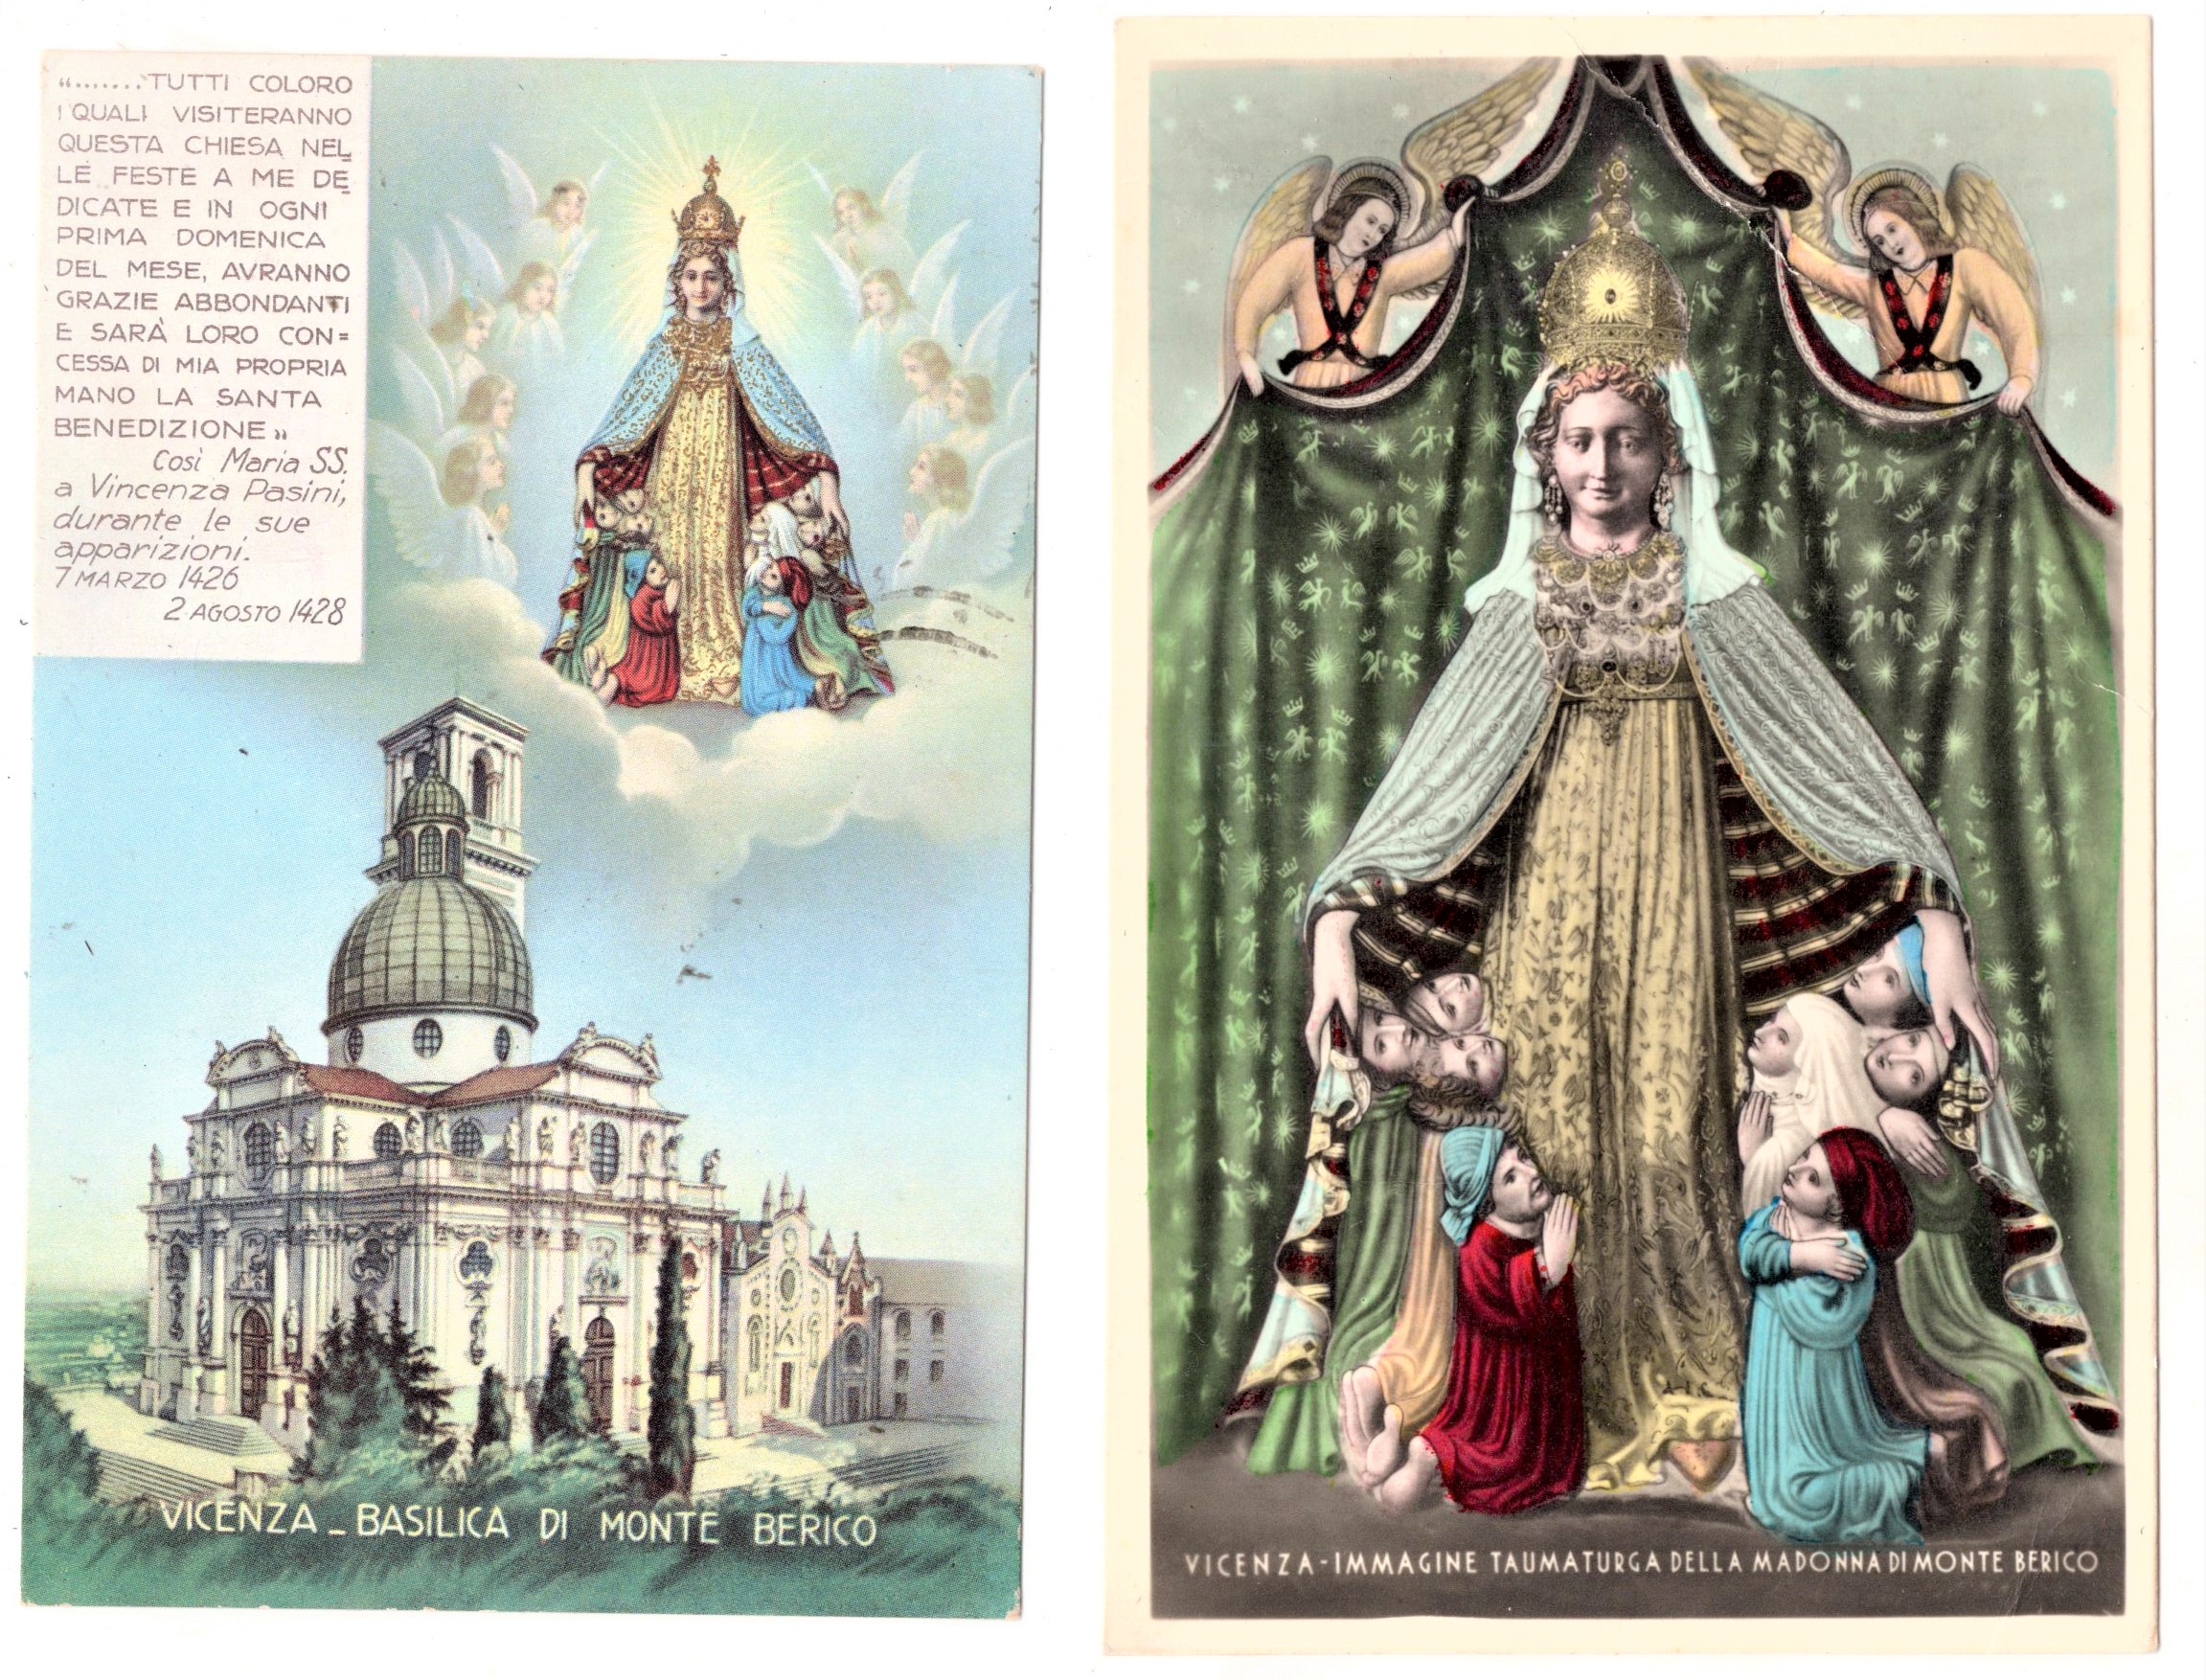 “.......TUTTI COLORO
I QUALI VISITERANNO
QUESTA CHIESA NEL
LE FESTE A ME DE
DICATE E IN OGNI
PRIMA DOMENICA
DEL MESE, AVRANNO
GRAZIE ABBONDANTI
E SARÀ LORO CON=
CESSA DI MIA PROPRIA
MANO LA SANTA
BENEDIZIONE„
Così Maria SS.
a Vincenza Pasini,
durante le sue
apparizioni.
7 MARZO 1426
2 AGOSTO 1428
VICENZA _ BASILICA DI MONTE BERICO
VICENZA-IMMAGINE TAUMATURGA DELLA MADONNA DI MONTE BERICO